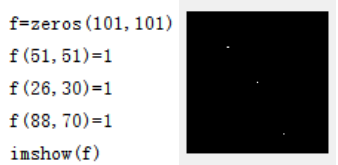 f=zeros(101,101)
f(51,51)=1
f(26,30)=1
f(88,70)=1
imshow(f)